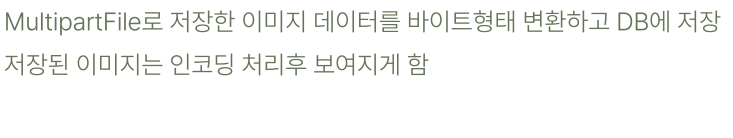 MultipartFile로 저장한 이미지 데이터를 바이트형태 변환하고 DB에 저장
저장된 이미지는 인코딩 처리후 보여지게 함